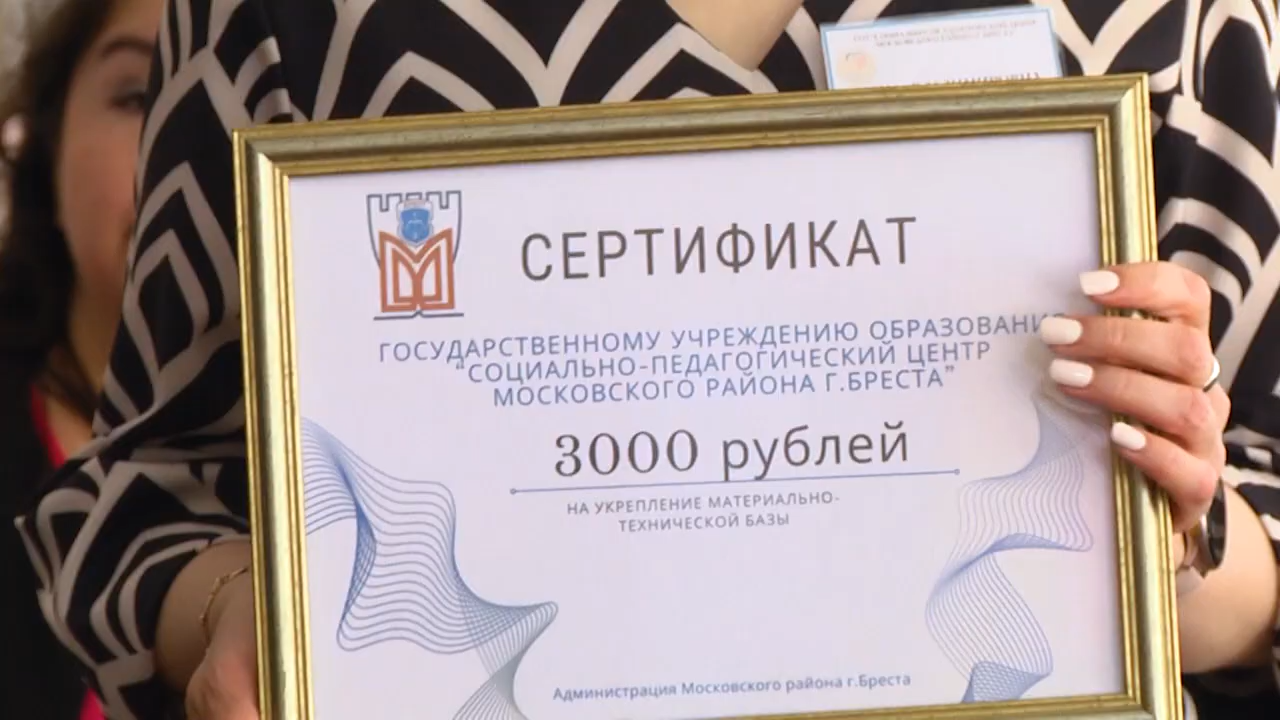 СЕРТИФИКАТ
ГОСУДАРСТВЕННОМУ УЧРЕЖДЕНИЮ ОБРАЗОВАНИЮ
“СОЦИАЛЬНО-ПЕДАГОГИЧЕСКИЙ ЦЕНТР
МОСКОВСКОГО РАЙОНА Г.БРЕСТА”
3000 рублей
НА УКРЕПЛЕНИЕ МАТЕРИАЛЬНО-
ТЕХНИЧЕСКОЙ БАЗЫ
Администрация Московского района г.Бреста